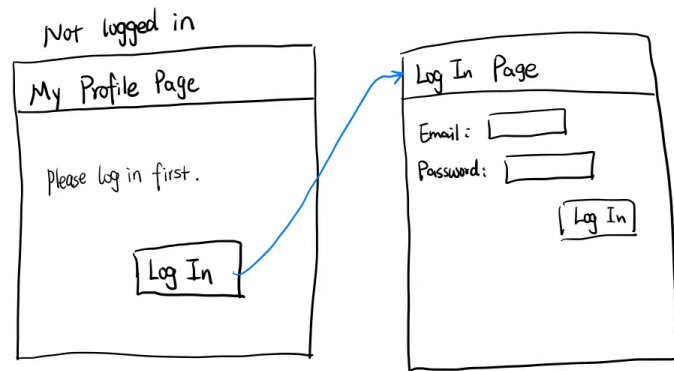 Not logged in
My Profile Page
Please log in first.
Log In
Log In Page
Email:
Password:
Log In